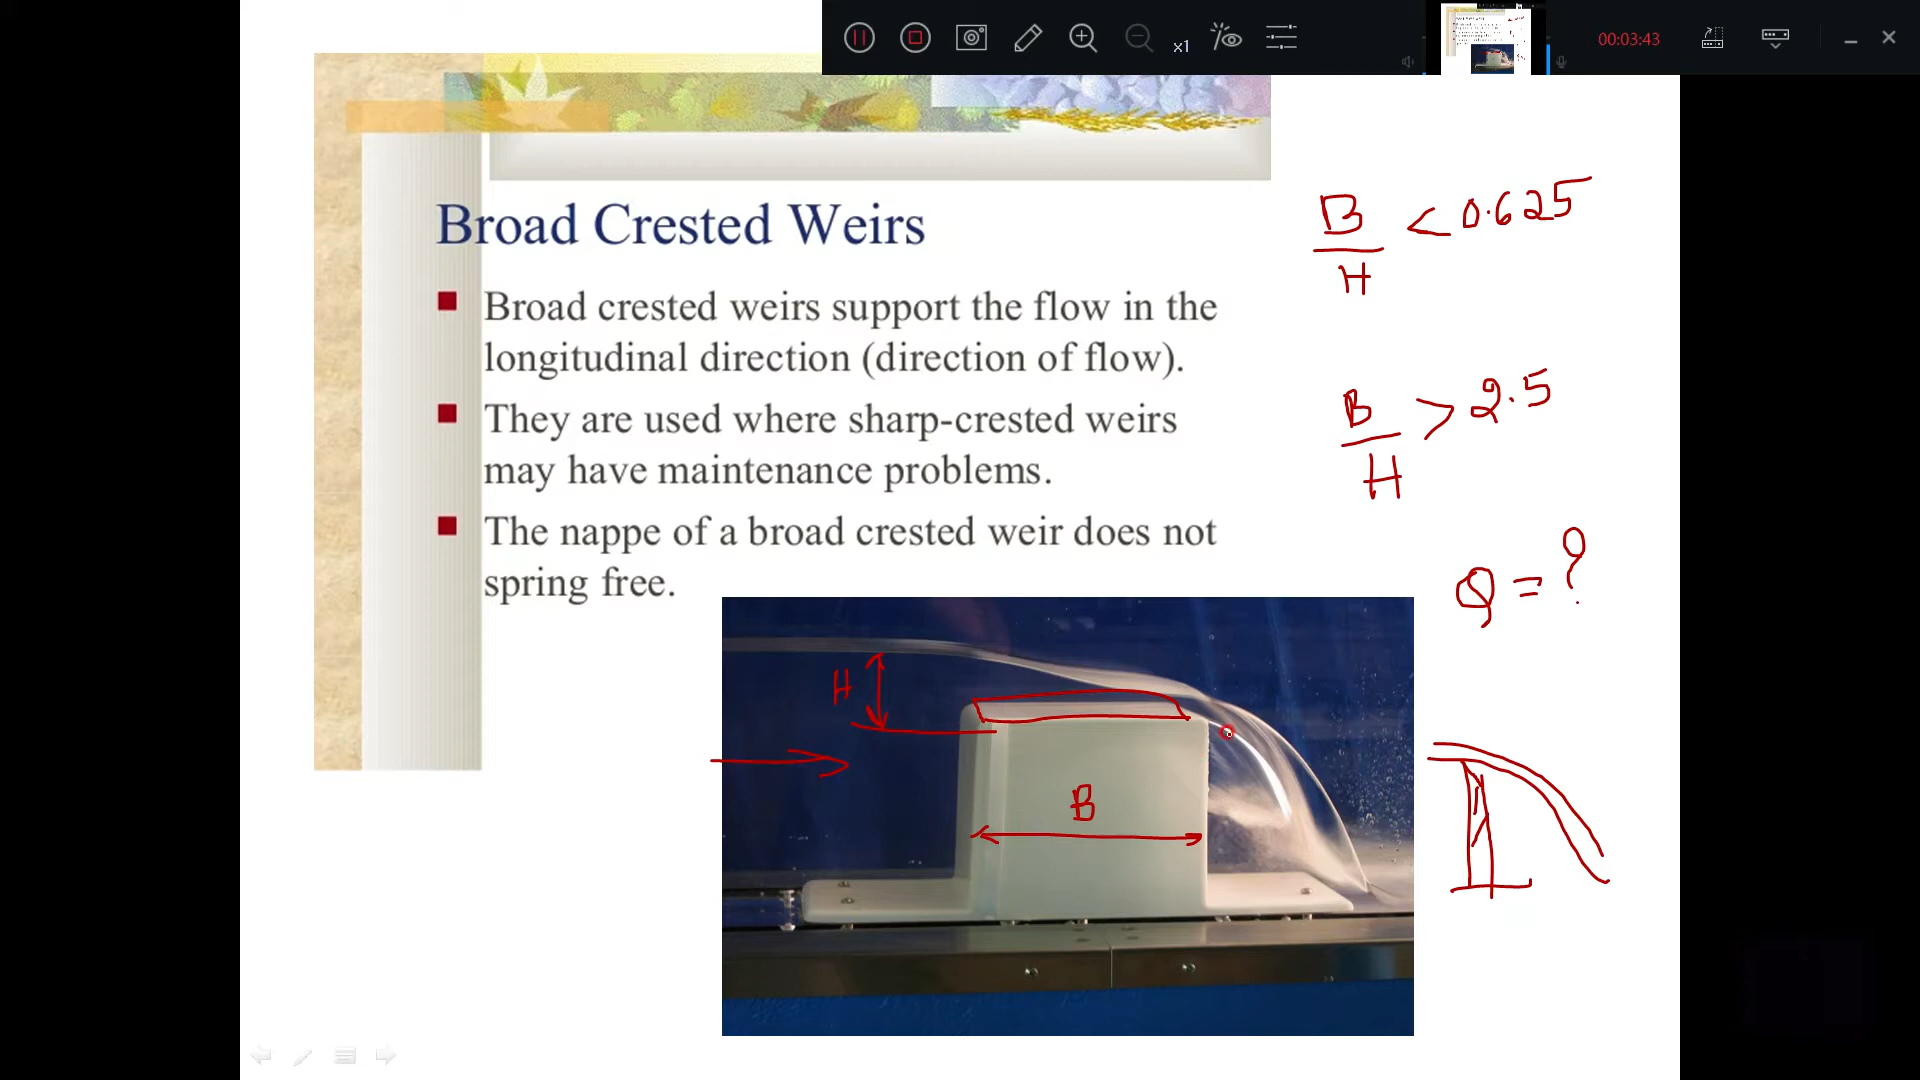 x1
00:03:43
Broad Crested Weirs
Broad crested weirs support the flow in the
longitudinal direction (direction of flow).
They are used where sharp-crested weirs
may have maintenance problems.
The nappe of a broad crested weir does not
spring free.
B
H
< 0.625
B
H
> 2.5
Q = ?
H
B